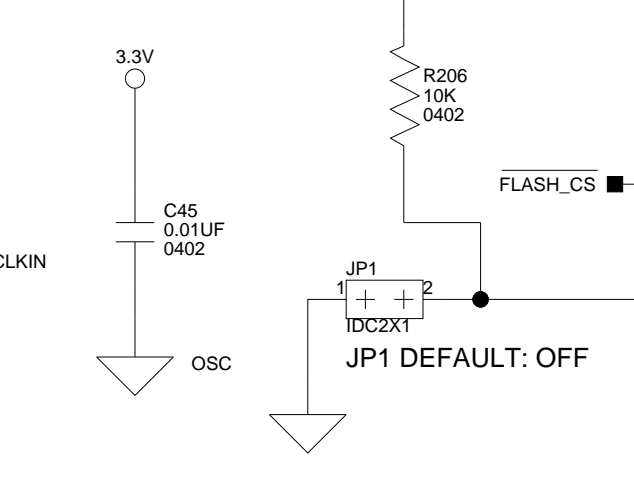 3.3V
R206
10K
0402
FLASH_CS
C45
0.01UF
0402
CLKIN
JP1
1
2
IDC2X1
JP1 DEFAULT: OFF
OSC